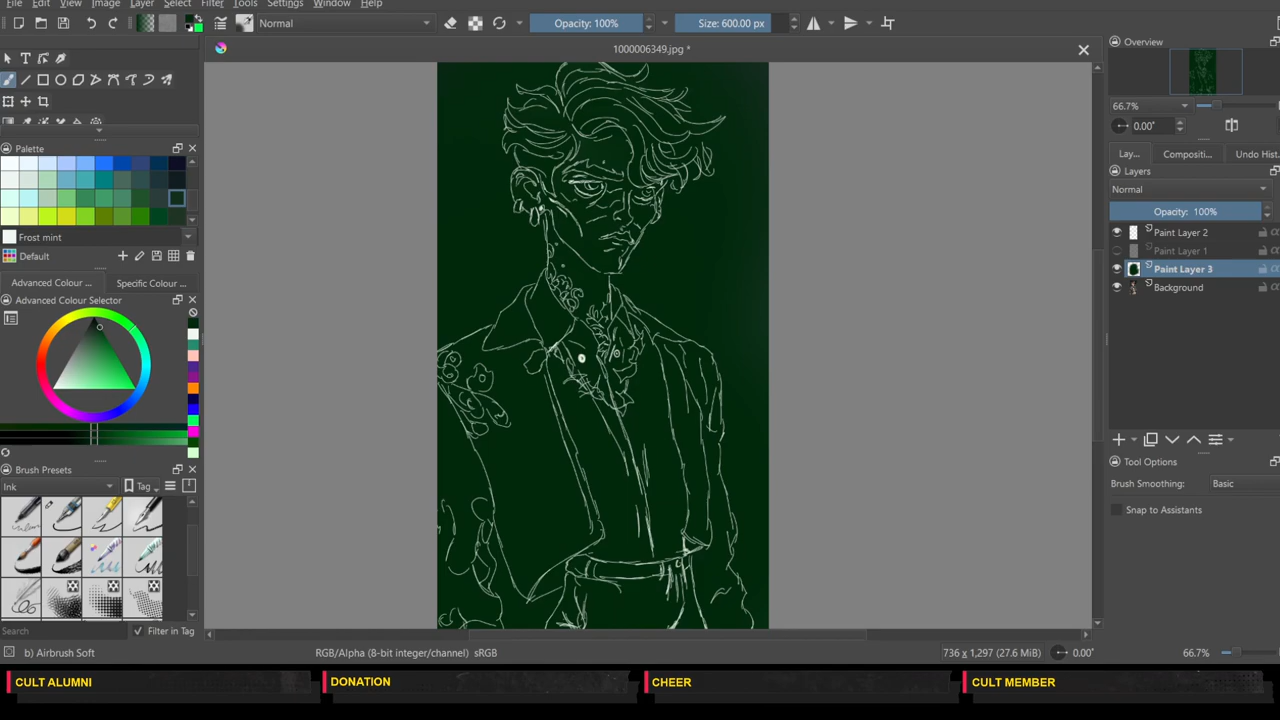 File Edit View Image Layer Select Filter Tools Settings Window Help
Normal Opacity: 100% Size: 600.00 px
1000006349.jpg *
Overview
66.7%
0.00°
Palette
Frost mint
Default
Advanced Colour ... Specific Colour ...
Advanced Colour Selector
Brush Presets
Ink Tag
Search Filter in Tag
Lay... Compositi... Undo Hist...
Layers
Normal
Opacity: 100%
Paint Layer 2
Paint Layer 1
Paint Layer 3
Background
Tool Options
Brush Smoothing: Basic
Snap to Assistants
b) Airbrush Soft RGB/Alpha (8-bit integer/channel) sRGB 736 x 1,297 (27.6 MiB) 0.00° 66.7%
CULT ALUMNI DONATION CHEER CULT MEMBER